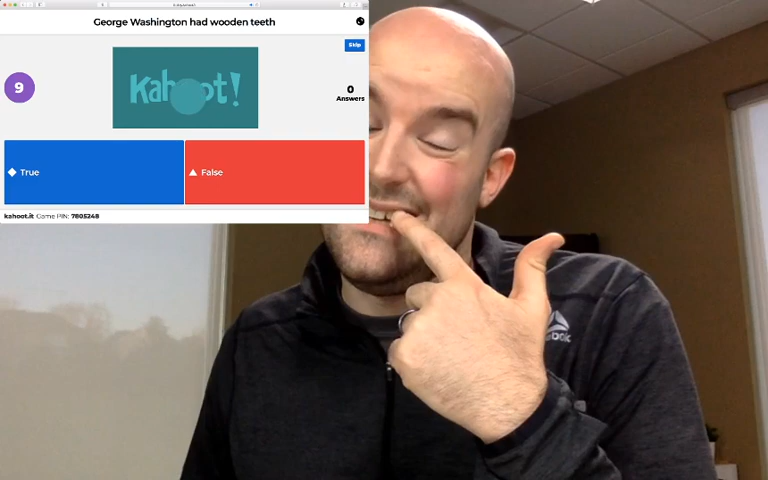 George Washington had wooden teeth
Skip
9
Kahoot!
0
Answers
True
False
kahoot.it Game PIN: 7805248